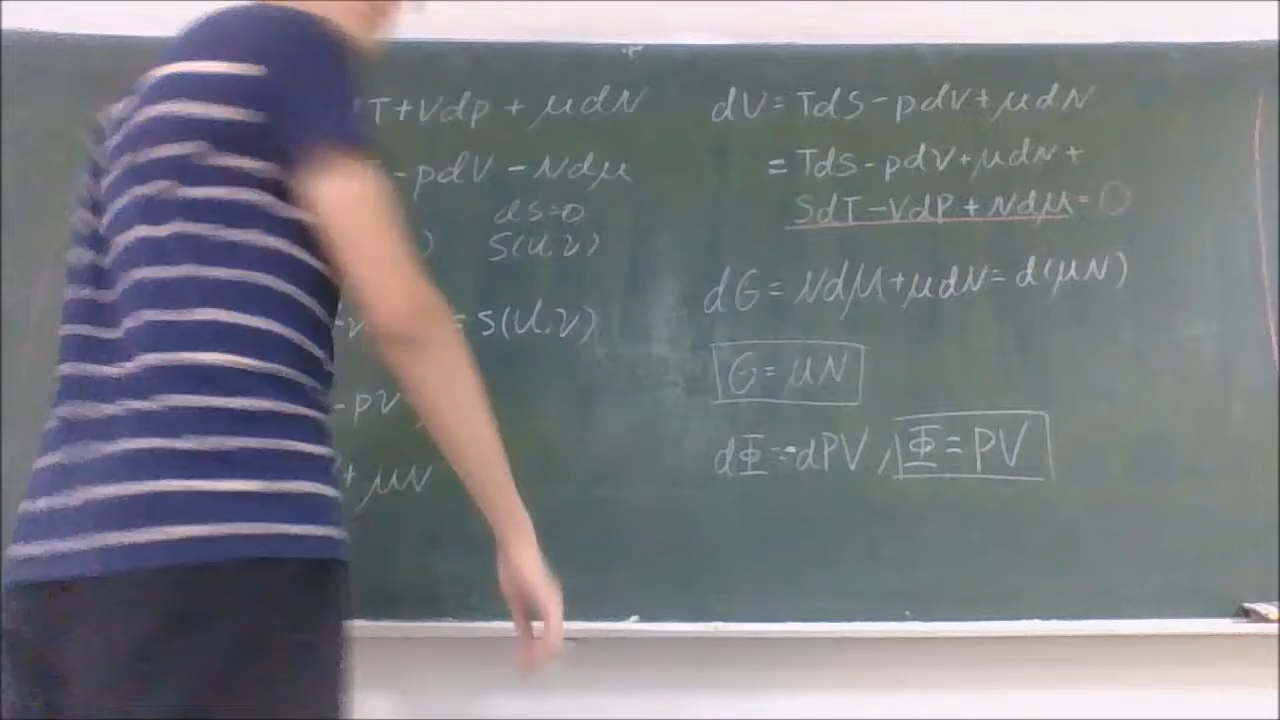 T+Vdp + μdN
-pdV -Ndμ
ds=0
) S(U,V)
= S(U,V)
-pV
+ μN
dV = TdS-pdV+μdN
= TdS-pdV+μdN+
SdT-VdP+Ndμ=0
dG = Ndμ+μdN= d(μN)
G= μN
dΦ=-dPV, Φ=PV